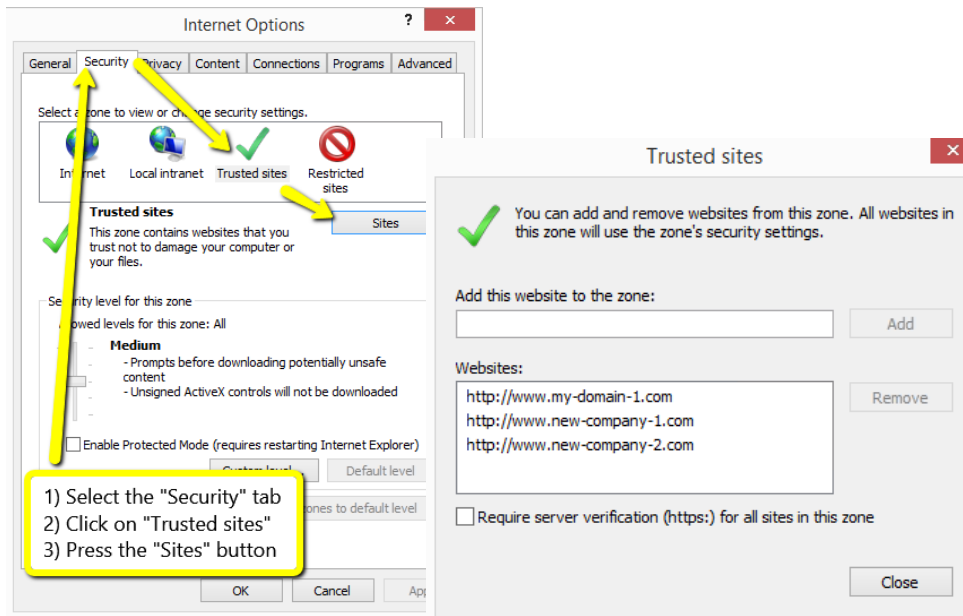 Internet Options
?
General Security Privacy Content Connections Programs Advanced
Select a zone to view or change security settings.
Internet
Local intranet
Trusted sites
Restricted
sites
Trusted sites
This zone contains websites that you
trust not to damage your computer or
your files.
Sites
Security level for this zone
Allowed levels for this zone: All
Medium
- Prompts before downloading potentially unsafe
content
- Unsigned ActiveX controls will not be downloaded
Enable Protected Mode (requires restarting Internet Explorer)
Custom level...
Default level
zones to default level
1) Select the "Security" tab
2) Click on "Trusted sites"
3) Press the "Sites" button
OK
Cancel
Trusted sites
You can add and remove websites from this zone. All websites in
this zone will use the zone's security settings.
Add this website to the zone:
Add
Websites:
http://www.my-domain-1.com
http://www.new-company-1.com
http://www.new-company-2.com
Remove
Require server verification (https:) for all sites in this zone
Close